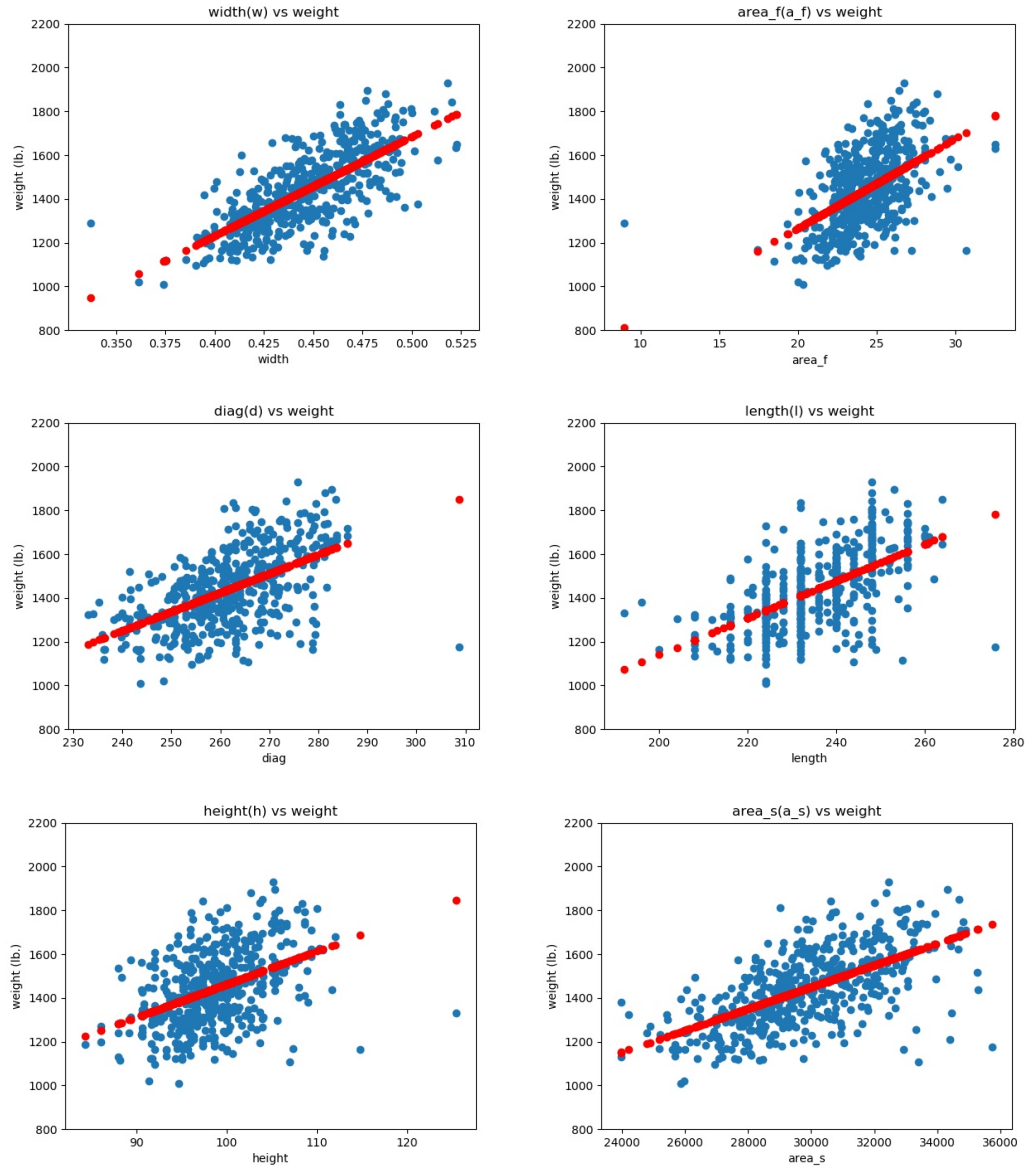 width(w) vs weight
2200
2000
1800
1600
1400
1200
1000
800
weight (lb.)
0.350 0.375 0.400 0.425 0.450 0.475 0.500 0.525
width
area_f(a_f) vs weight
2200
2000
1800
1600
1400
1200
1000
800
weight (lb.)
10 15 20 25 30
area_f
diag(d) vs weight
2200
2000
1800
1600
1400
1200
1000
800
weight (lb.)
230 240 250 260 270 280 290 300 310
diag
length(l) vs weight
2200
2000
1800
1600
1400
1200
1000
800
weight (lb.)
200 220 240 260 280
length
height(h) vs weight
2200
2000
1800
1600
1400
1200
1000
800
weight (lb.)
90 100 110 120
height
area_s(a_s) vs weight
2200
2000
1800
1600
1400
1200
1000
800
weight (lb.)
24000 26000 28000 30000 32000 34000 36000
area_s